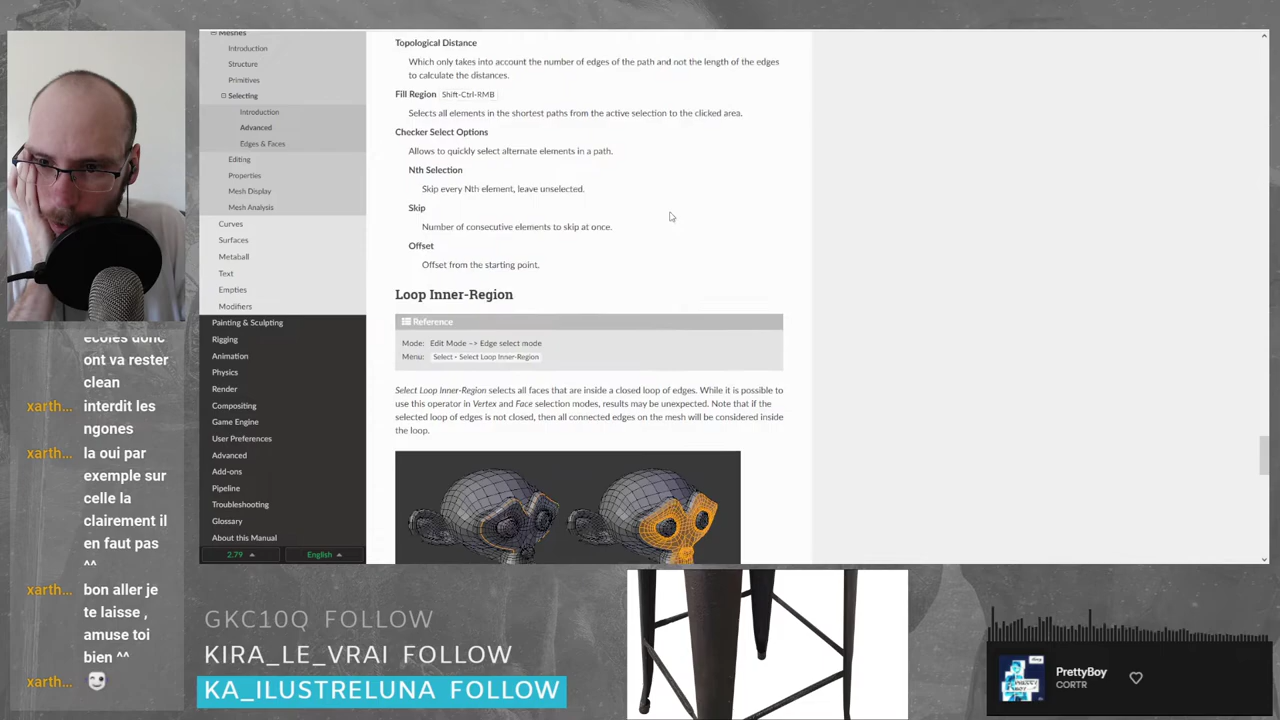 Meshes
Introduction
Structure
Primitives
Selecting
Introduction
Advanced
Edges & Faces
Editing
Properties
Mesh Display
Mesh Analysis
Curves
Surfaces
Metaball
Text
Empties
Modifiers
Painting & Sculpting
Rigging
Animation
Physics
Render
Compositing
Game Engine
User Preferences
Advanced
Add-ons
Pipeline
Troubleshooting
Glossary
About this Manual
2.79 English
Topological Distance
Which only takes into account the number of edges of the path and not the length of the edges
to calculate the distances.
Fill Region Shift-Ctrl-RMB
Selects all elements in the shortest paths from the active selection to the clicked area.
Checker Select Options
Allows to quickly select alternate elements in a path.
Nth Selection
Skip every Nth element, leave unselected.
Skip
Number of consecutive elements to skip at once.
Offset
Offset from the starting point.
Loop Inner-Region
Reference
Mode: Edit Mode –> Edge select mode
Menu: Select ‣ Select Loop Inner-Region
Select Loop Inner-Region selects all faces that are inside a closed loop of edges. While it is possible to
use this operator in Vertex and Face selection modes, results may be unexpected. Note that if the
selected loop of edges is not closed, then all connected edges on the mesh will be considered inside
the loop.
ecoles donc
ont va rester
clean
xarth... interdit les
ngones
xarth... la oui par
exemple sur
celle la
clairement il
en faut pas
^^
xarth... bon aller je
te laisse ,
amuse toi
bien ^^
xarth...
GKC10Q FOLLOW
KIRA_LE_VRAI FOLLOW
KA_ILUSTRELUNA FOLLOW
PrettyBoy
CORTR